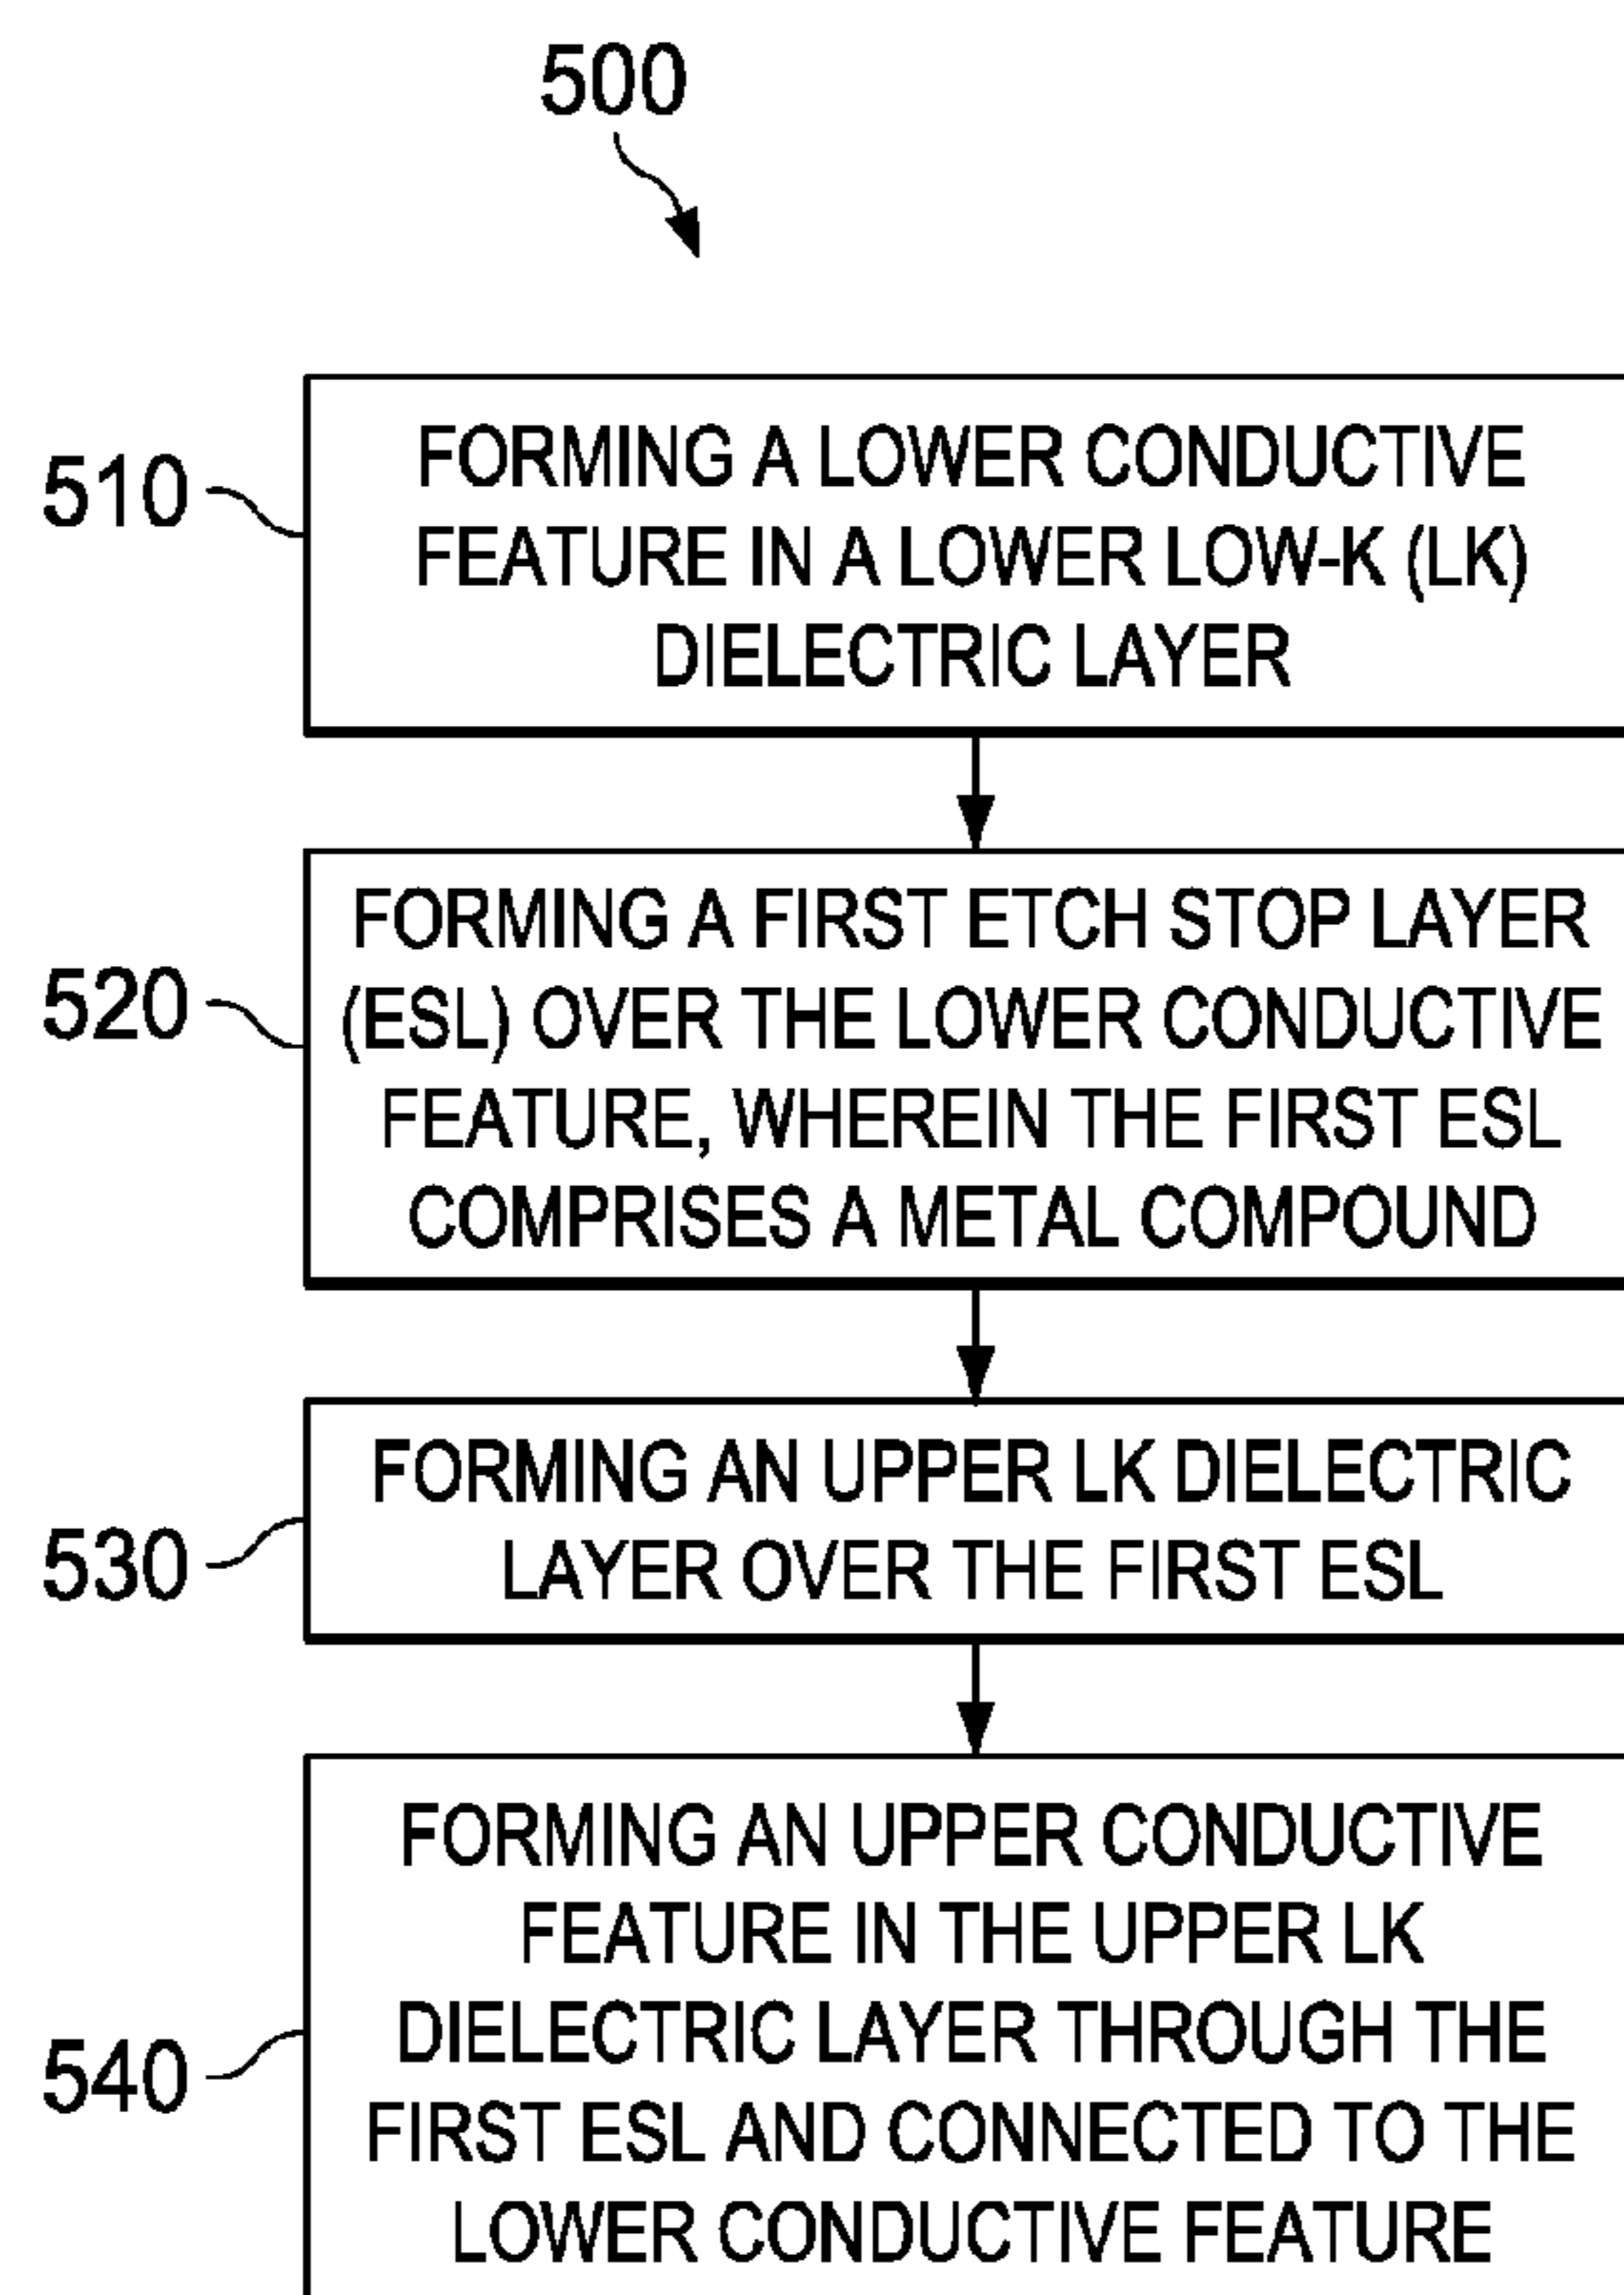 500
510
FORMING A LOWER CONDUCTIVE
FEATURE IN A LOWER LOW-K (LK)
DIELECTRIC LAYER
520
FORMING A FIRST ETCH STOP LAYER
(ESL) OVER THE LOWER CONDUCTIVE
FEATURE, WHEREIN THE FIRST ESL
COMPRISES A METAL COMPOUND
530
FORMING AN UPPER LK DIELECTRIC
LAYER OVER THE FIRST ESL
540
FORMING AN UPPER CONDUCTIVE
FEATURE IN THE UPPER LK
DIELECTRIC LAYER THROUGH THE
FIRST ESL AND CONNECTED TO THE
LOWER CONDUCTIVE FEATURE